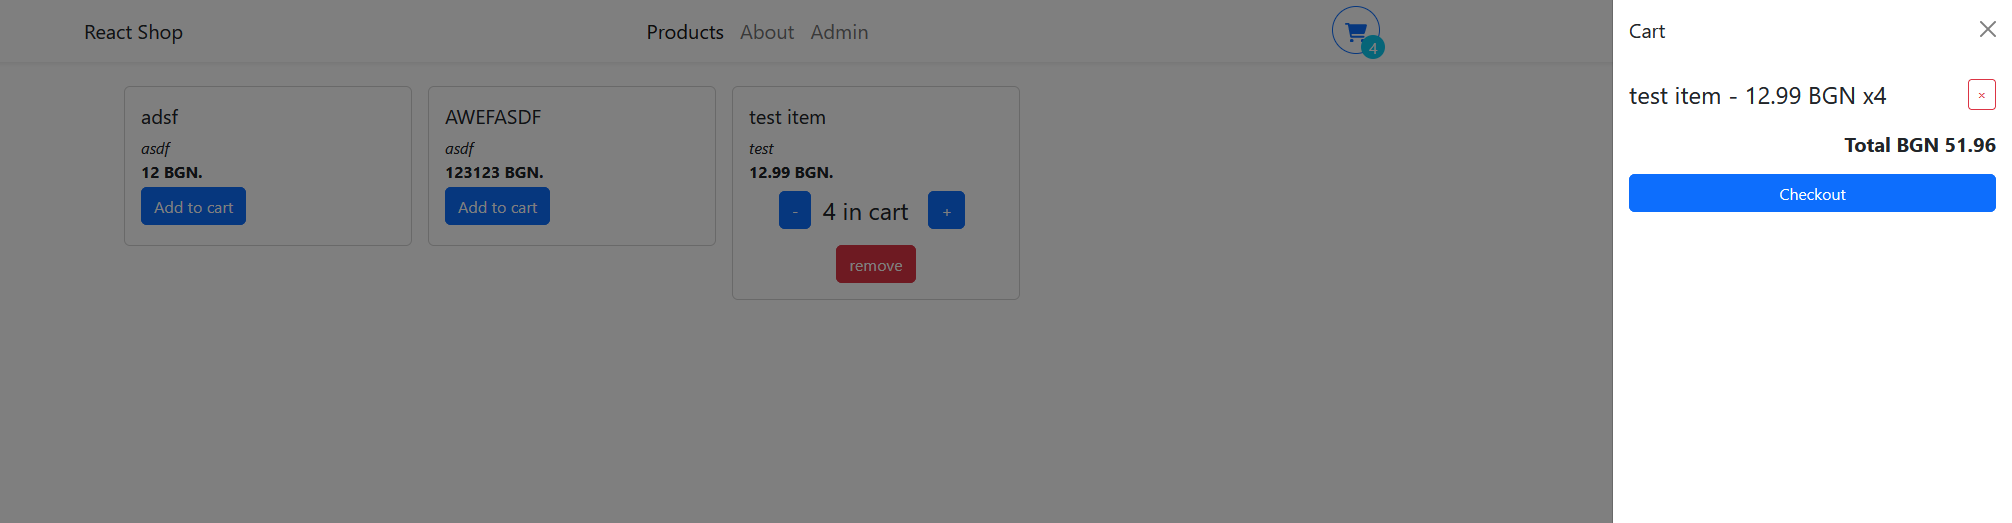 React Shop
Products About Admin
4
adsf
asdf
12 BGN.
Add to cart
AWEFASDF
asdf
123123 BGN.
Add to cart
test item
test
12.99 BGN.
- 4 in cart +
remove
Cart
test item - 12.99 BGN x4
×
Total BGN 51.96
Checkout